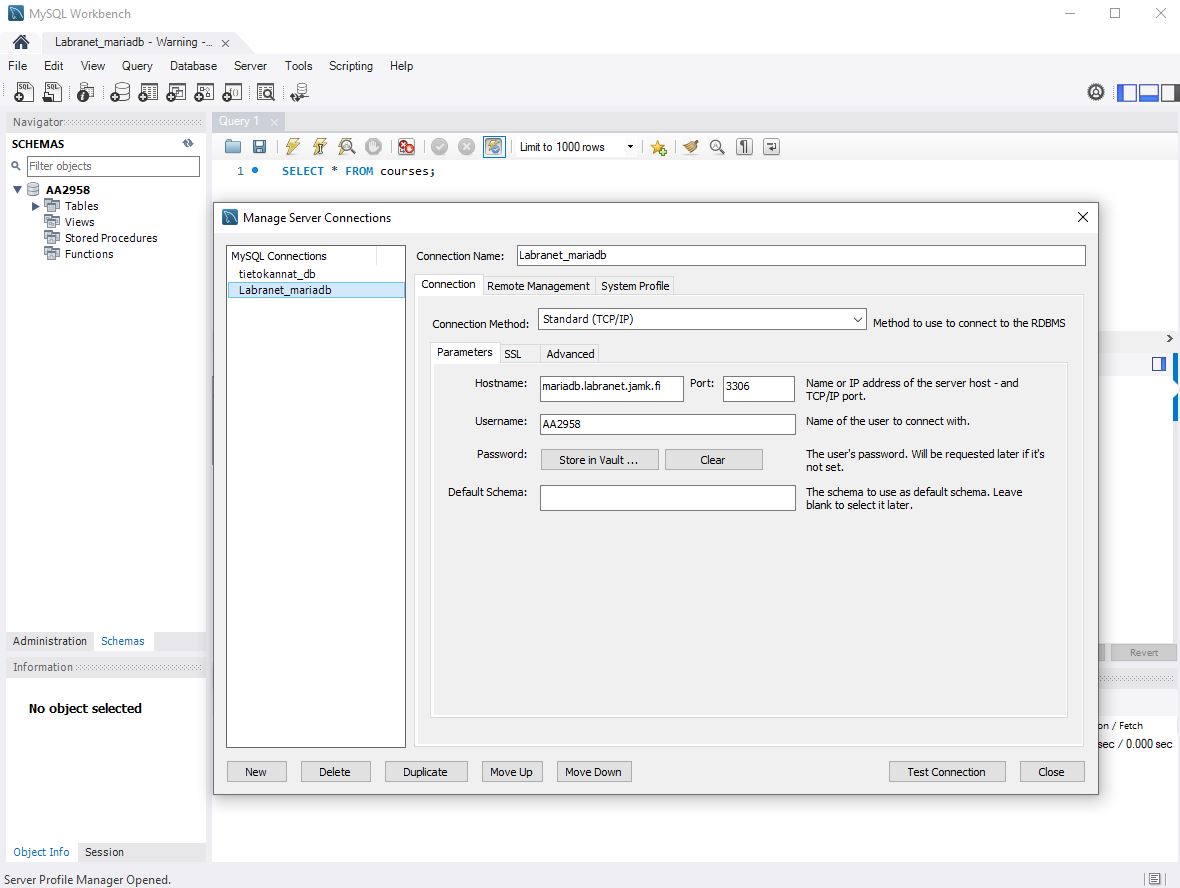 MySQL Workbench
Labranet_mariadb - Warning -...
File Edit View Query Database Server Tools Scripting Help
Navigator
Query 1
SCHEMAS
Limit to 1000 rows
Filter objects
1 SELECT * FROM courses;
AA2958
Tables
Views
Stored Procedures
Functions
Manage Server Connections
MySQL Connections
tietokannat_db
Labranet_mariadb
Connection Name: Labranet_mariadb
Connection Remote Management System Profile
Connection Method: Standard (TCP/IP) Method to use to connect to the RDBMS
Parameters SSL Advanced
Hostname: mariadb.labranet.jamk.fi Port: 3306 Name or IP address of the server host - and
TCP/IP port.
Username: AA2958 Name of the user to connect with.
Password: Store in Vault ... Clear The user's password. Will be requested later if it's
not set.
Default Schema: The schema to use as default schema. Leave
blank to select it later.
Administration Schemas
Revert
Information
No object selected
on / Fetch
sec / 0.000 sec
New Delete Duplicate Move Up Move Down Test Connection Close
Object Info Session
Server Profile Manager Opened.